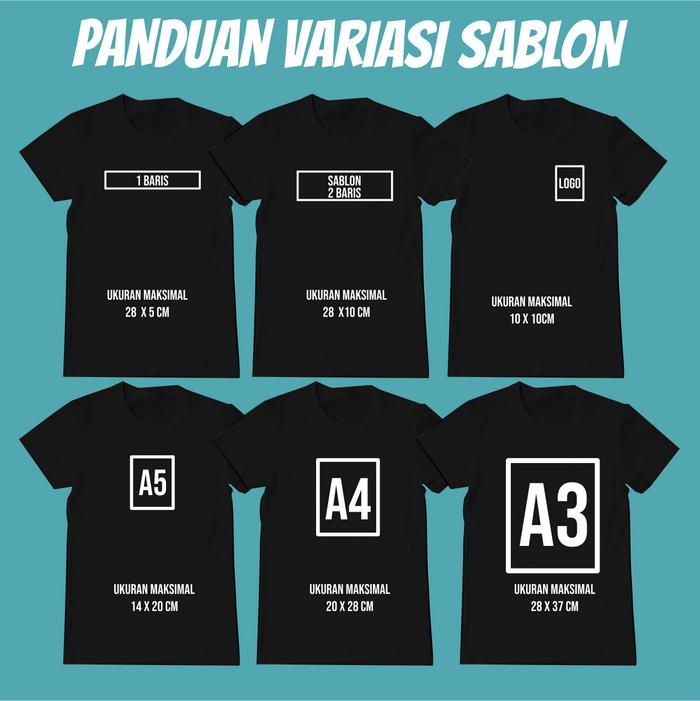 PANDUAN VARIASI SABLON
1 BARIS
UKURAN MAKSIMAL
28 X 5 CM
SABLON
2 BARIS
UKURAN MAKSIMAL
28 X10 CM
LOGO
UKURAN MAKSIMAL
10 X 10CM
A5
UKURAN MAKSIMAL
14 X 20 CM
A4
UKURAN MAKSIMAL
20 X 28 CM
A3
UKURAN MAKSIMAL
28 X 37 CM